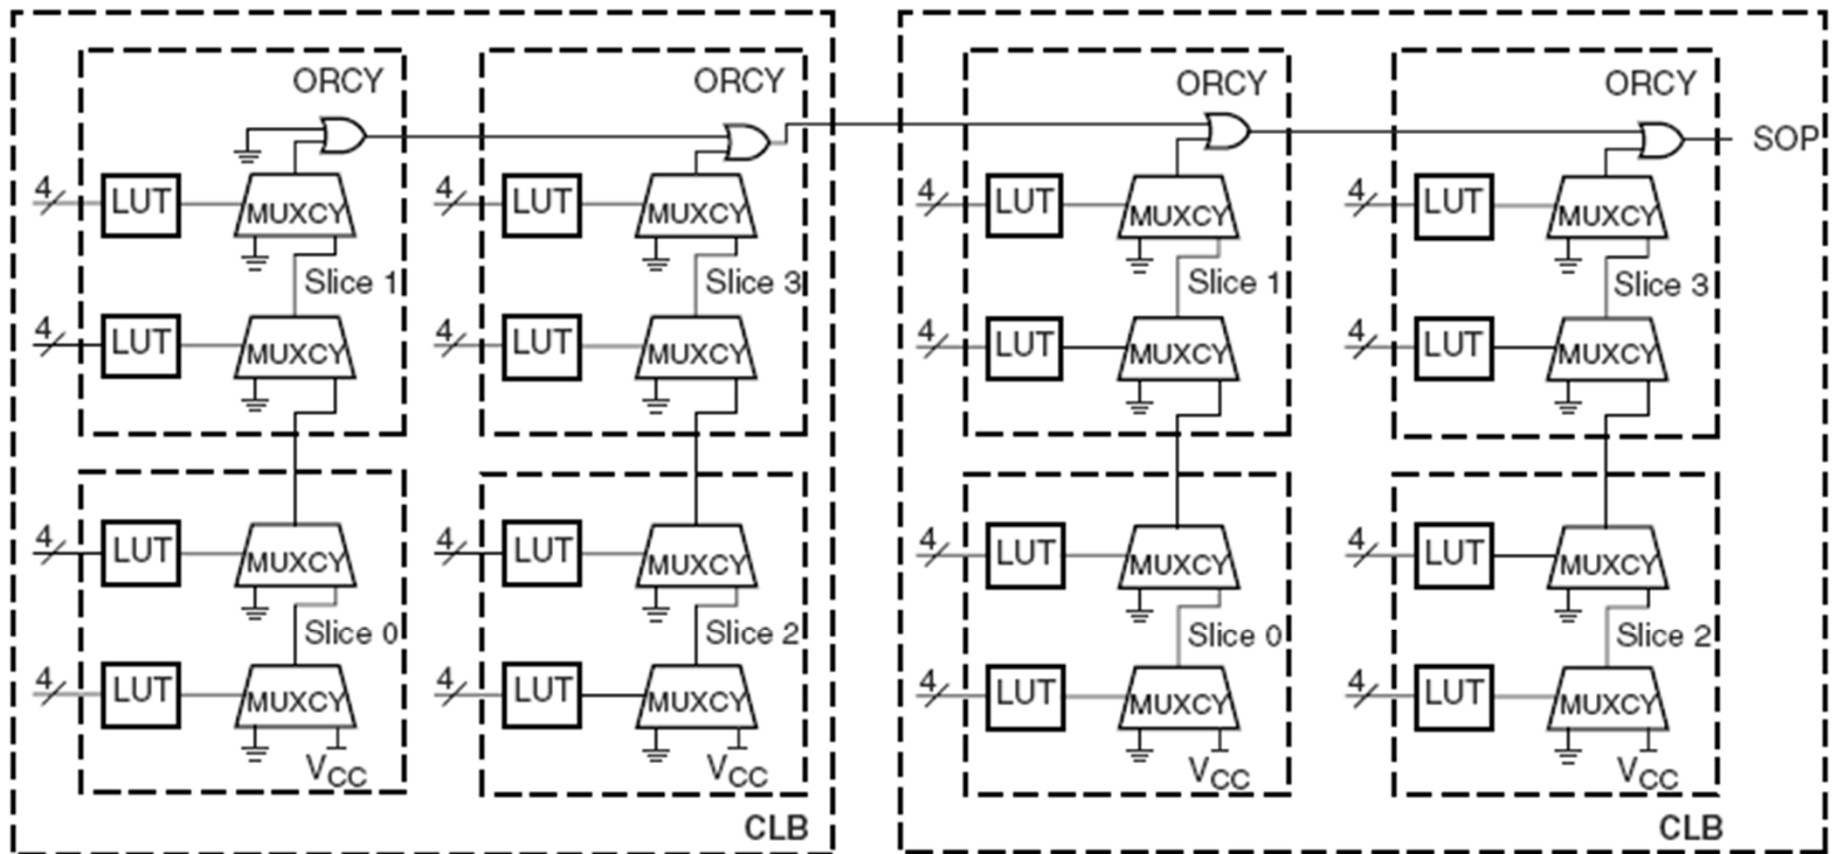 ORCY ORCY ORCY ORCY
SOP
4 LUT MUXCY 4 LUT MUXCY 4 LUT MUXCY 4 LUT MUXCY
Slice 1 Slice 3 Slice 1 Slice 3
4 LUT MUXCY 4 LUT MUXCY 4 LUT MUXCY 4 LUT MUXCY
4 LUT MUXCY 4 LUT MUXCY 4 LUT MUXCY 4 LUT MUXCY
Slice 0 Slice 2 Slice 0 Slice 2
4 LUT MUXCY 4 LUT MUXCY 4 LUT MUXCY 4 LUT MUXCY
VCC VCC VCC VCC
CLB CLB